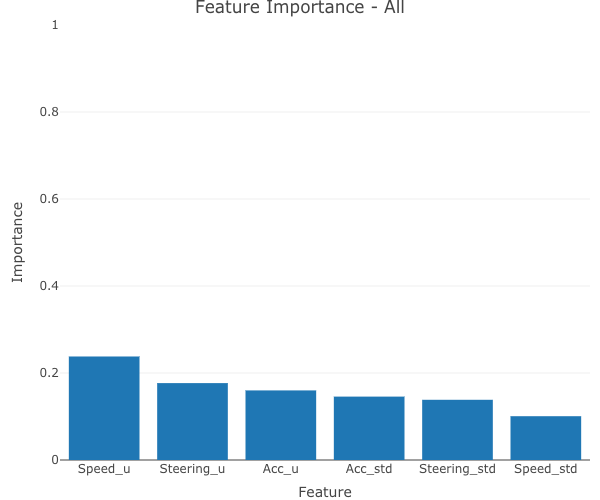 Feature Importance - All
1
0.8
0.6
0.4
0.2
0
Importance
Speed_u Steering_u Acc_u Acc_std Steering_std Speed_std
Feature